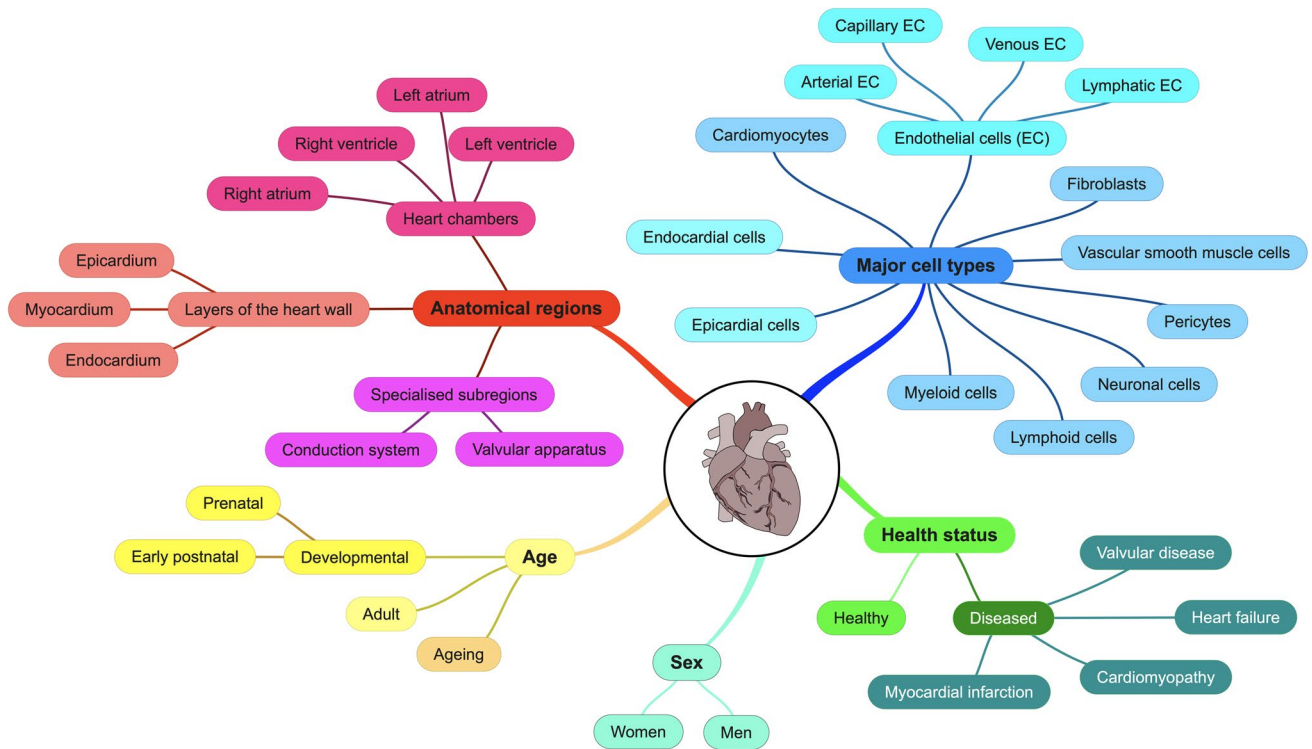 Capillary EC
Venous EC
Arterial EC
Lymphatic EC
Cardiomyocytes
Endothelial cells (EC)
Fibroblasts
Endocardial cells
Major cell types
Vascular smooth muscle cells
Epicardial cells
Pericytes
Myeloid cells
Neuronal cells
Lymphoid cells
Left atrium
Right ventricle
Left ventricle
Right atrium
Heart chambers
Epicardium
Myocardium
Layers of the heart wall
Anatomical regions
Endocardium
Specialised subregions
Conduction system
Valvular apparatus
Prenatal
Early postnatal
Developmental
Age
Adult
Ageing
Sex
Women
Men
Health status
Healthy
Diseased
Valvular disease
Heart failure
Cardiomyopathy
Myocardial infarction